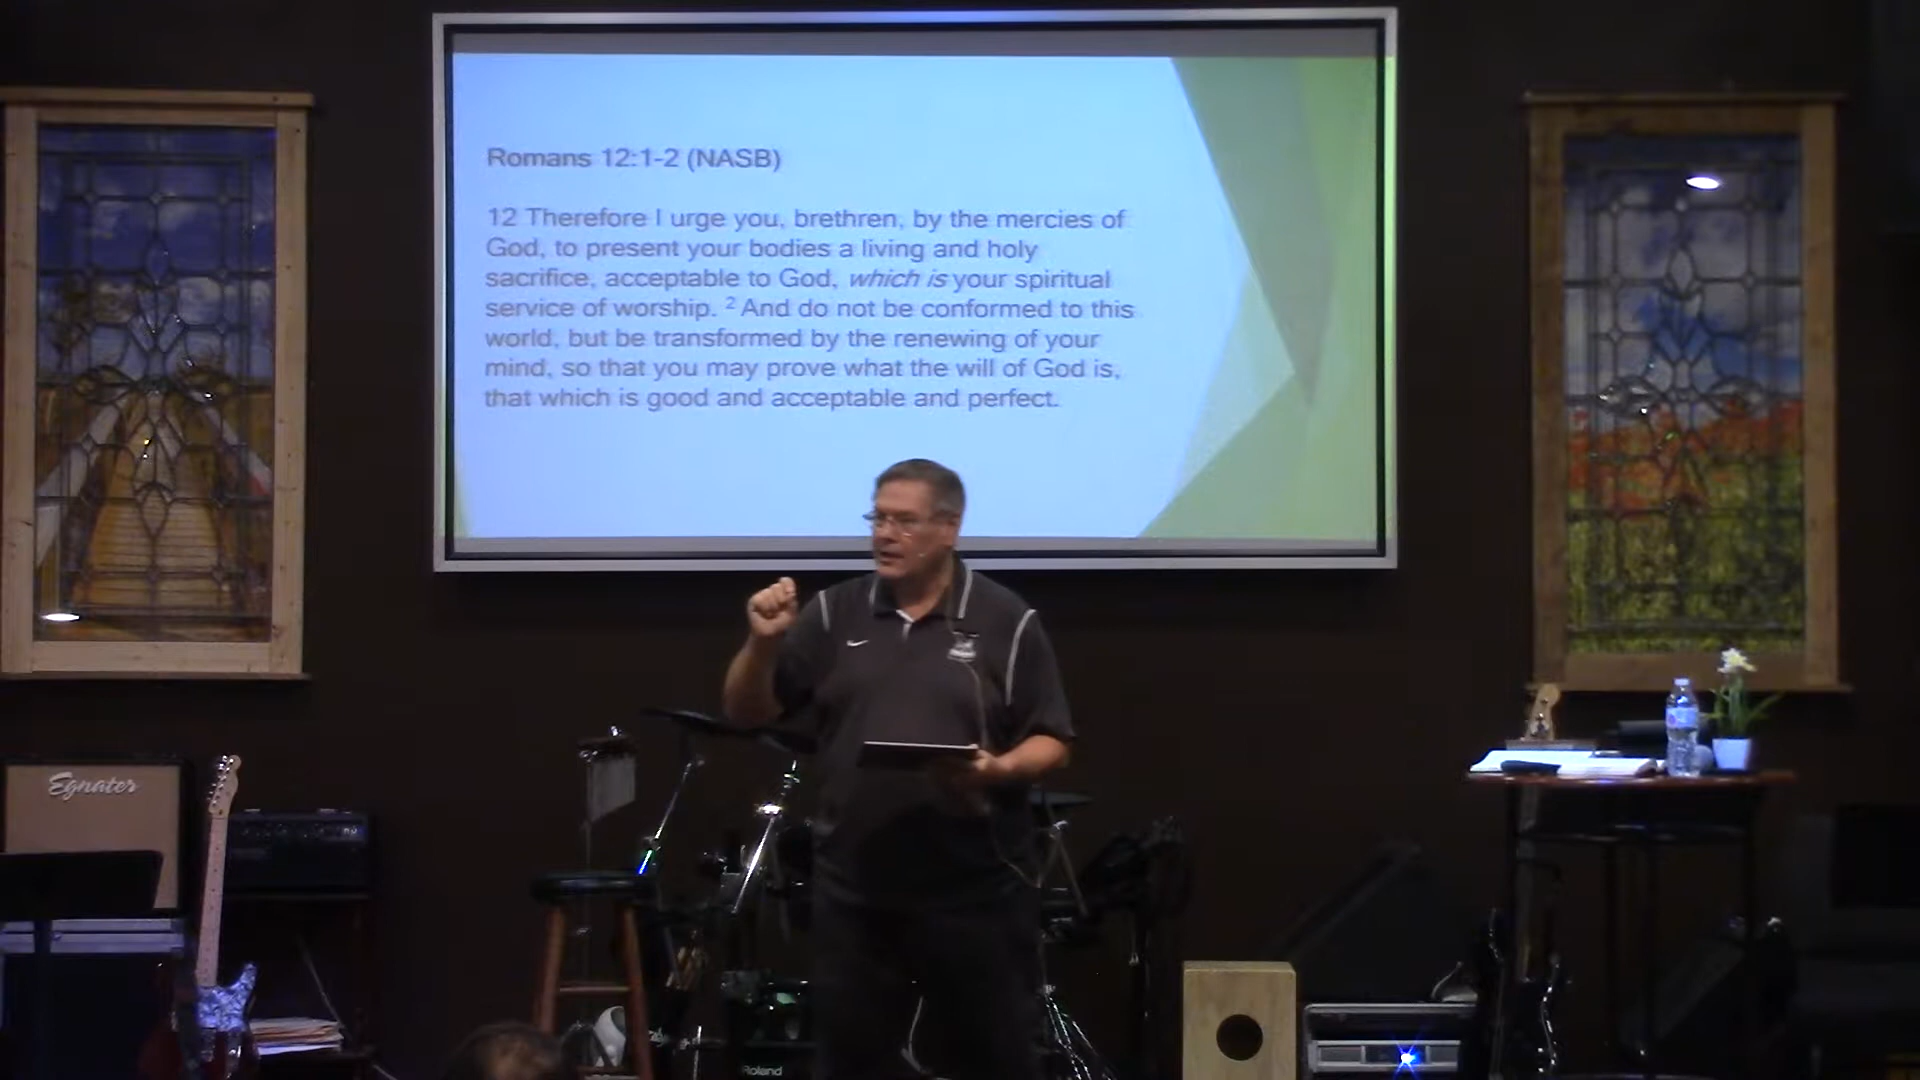 Romans 12:1-2 (NASB)
12 Therefore I urge you, brethren, by the mercies of
God, to present your bodies a living and holy
sacrifice, acceptable to God, which is your spiritual
service of worship. 2 And do not be conformed to this
world, but be transformed by the renewing of your
mind, so that you may prove what the will of God is,
that which is good and acceptable and perfect.
Egnater
Roland